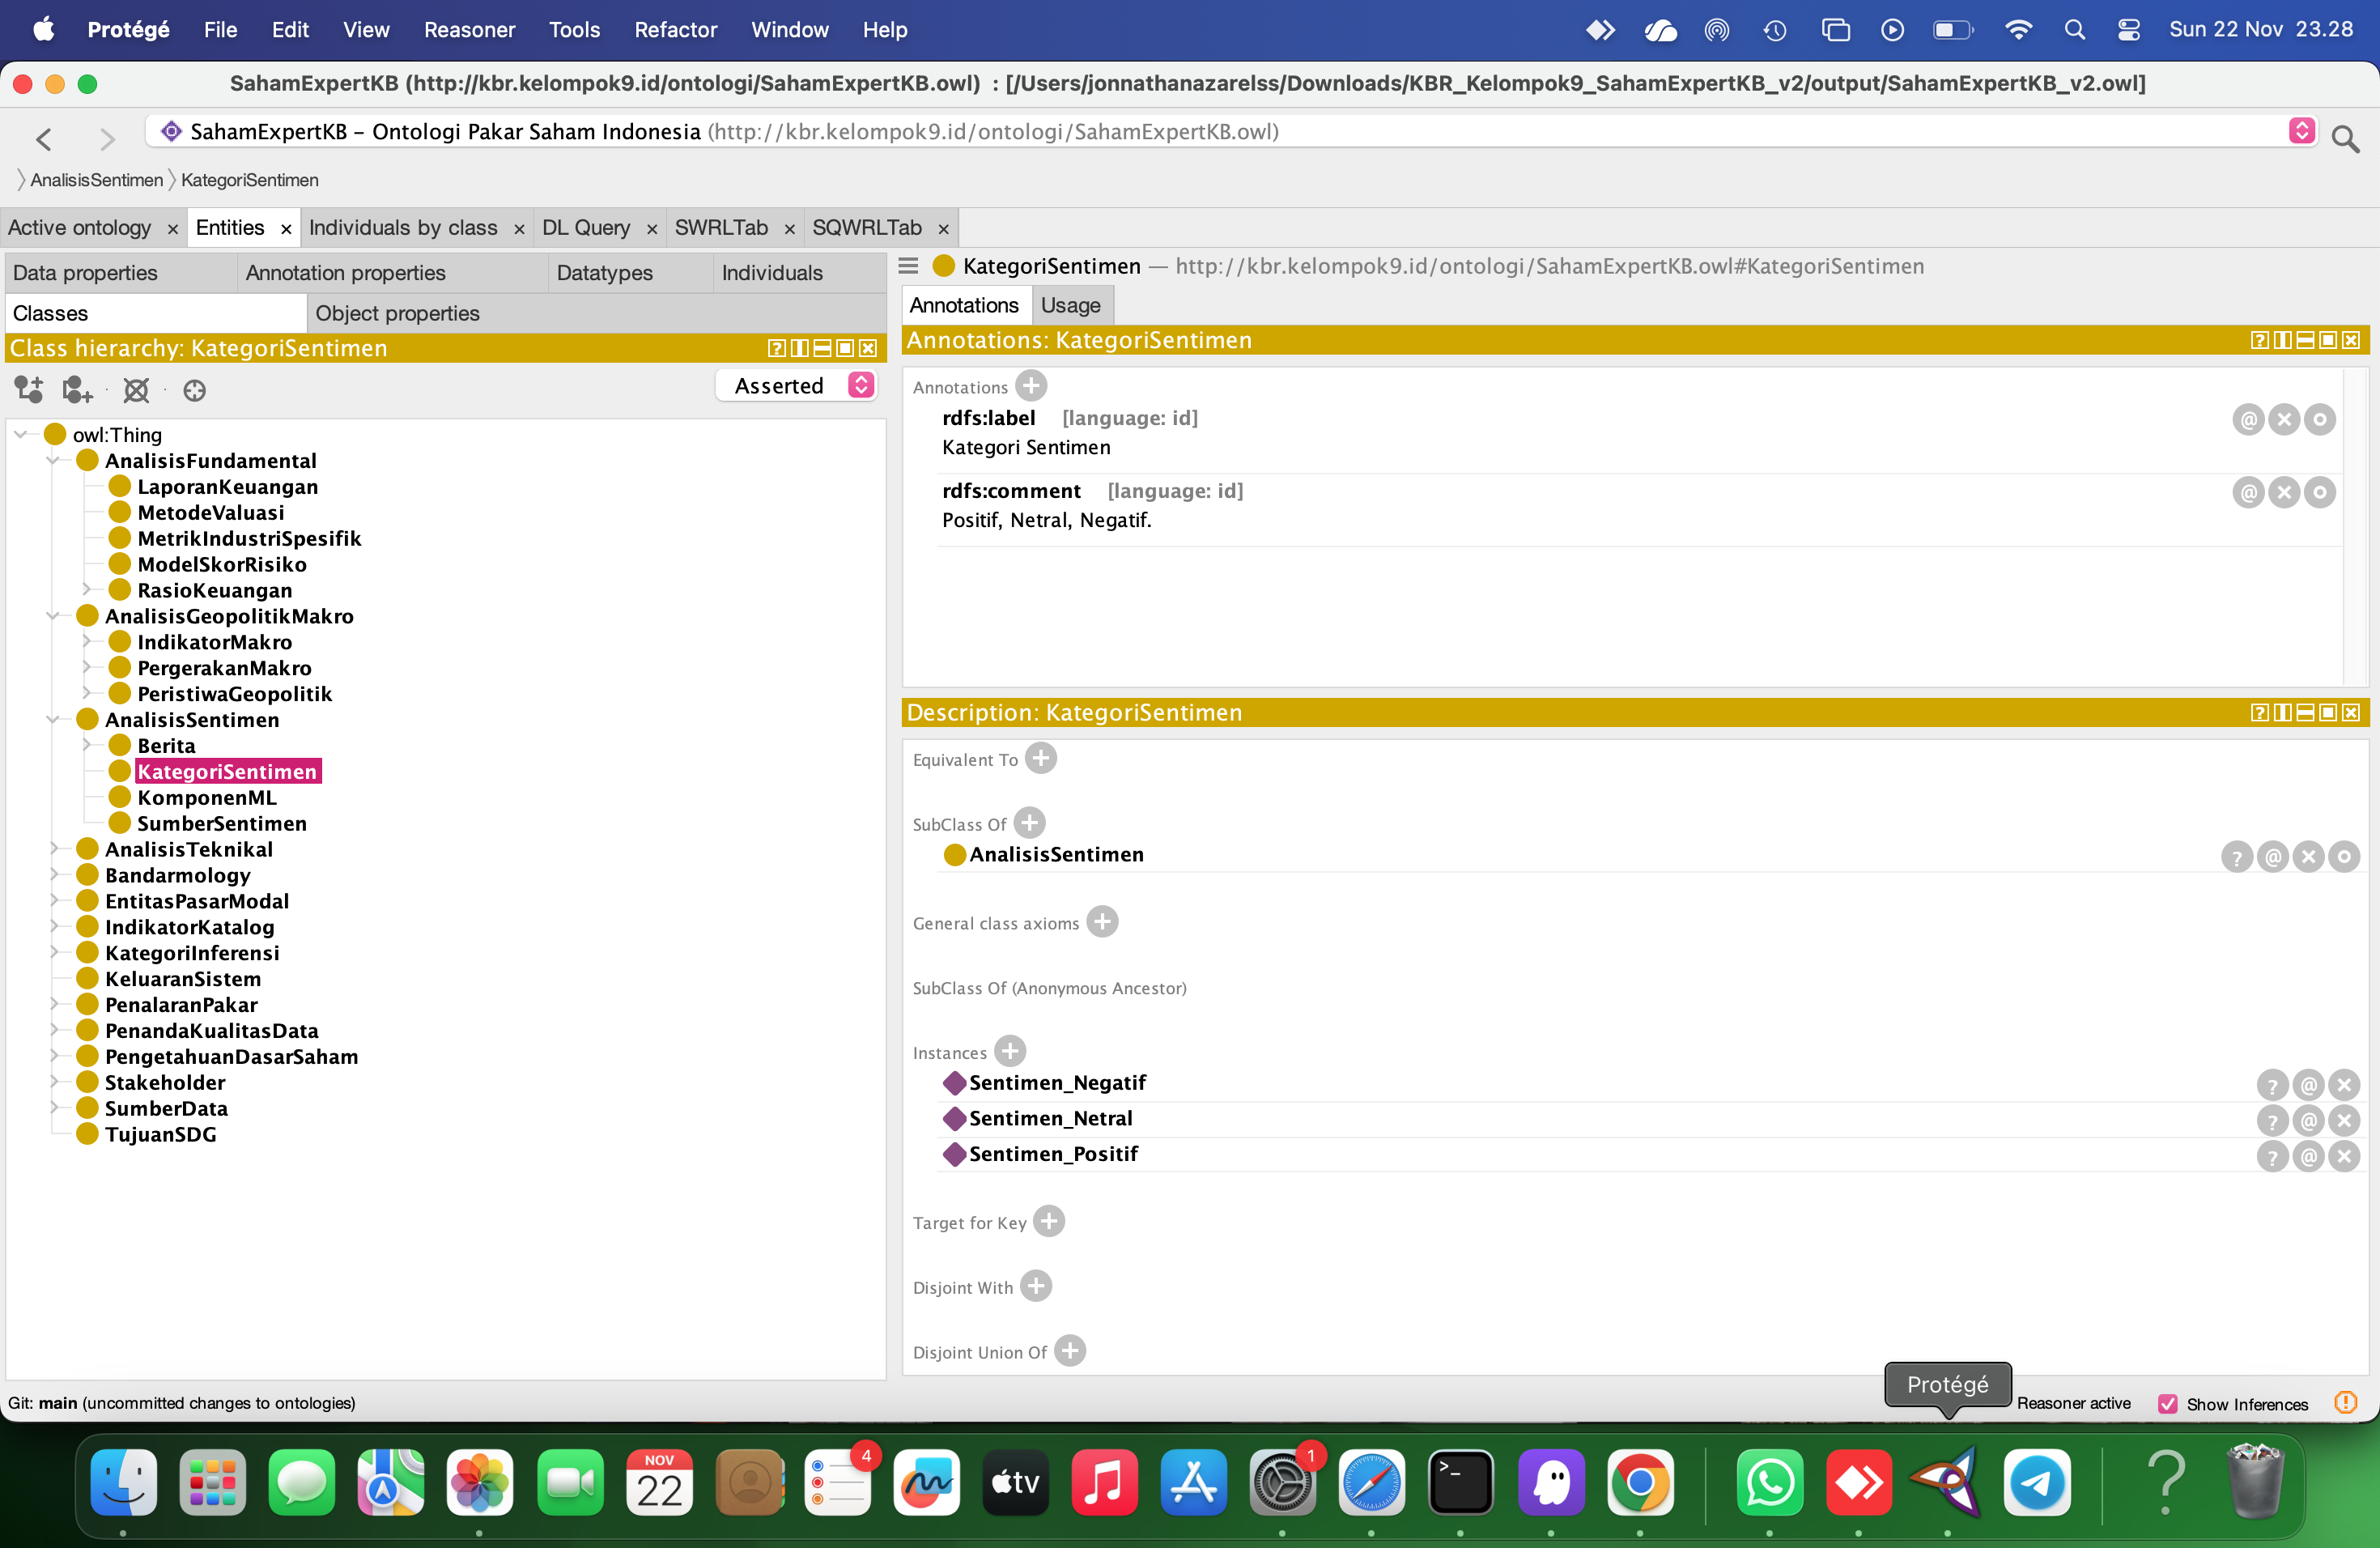 Protégé File Edit View Reasoner Tools Refactor Window Help Sun 22 Nov 23.28
SahamExpertKB (http://kbr.kelompok9.id/ontologi/SahamExpertKB.owl) : [/Users/jonnathanazarelss/Downloads/KBR_Kelompok9_SahamExpertKB_v2/output/SahamExpertKB_v2.owl]
SahamExpertKB – Ontologi Pakar Saham Indonesia (http://kbr.kelompok9.id/ontologi/SahamExpertKB.owl)
AnalisisSentimen KategoriSentimen
Active ontology × Entities × Individuals by class × DL Query × SWRLTab × SQWRLTab ×
Data properties Annotation properties Datatypes Individuals
Classes Object properties
Class hierarchy: KategoriSentimen
Asserted
owl:Thing
AnalisisFundamental
LaporanKeuangan
MetodeValuasi
MetrikIndustriSpesifik
ModelSkorRisiko
RasioKeuangan
AnalisisGeopolitikMakro
IndikatorMakro
PergerakanMakro
PeristiwaGeopolitik
AnalisisSentimen
Berita
KategoriSentimen
KomponenML
SumberSentimen
AnalisisTeknikal
Bandarmology
EntitasPasarModal
IndikatorKatalog
KategoriInferensi
KeluaranSistem
PenalaranPakar
PenandaKualitasData
PengetahuanDasarSaham
Stakeholder
SumberData
TujuanSDG
KategoriSentimen — http://kbr.kelompok9.id/ontologi/SahamExpertKB.owl#KategoriSentimen
Annotations Usage
Annotations: KategoriSentimen
Annotations
rdfs:label [language: id]
Kategori Sentimen
rdfs:comment [language: id]
Positif, Netral, Negatif.
Description: KategoriSentimen
Equivalent To
SubClass Of
AnalisisSentimen
General class axioms
SubClass Of (Anonymous Ancestor)
Instances
Sentimen_Negatif
Sentimen_Netral
Sentimen_Positif
Target for Key
Disjoint With
Disjoint Union Of
Protégé
Git: main (uncommitted changes to ontologies) Reasoner active Show Inferences
NOV
22
4
tv
1